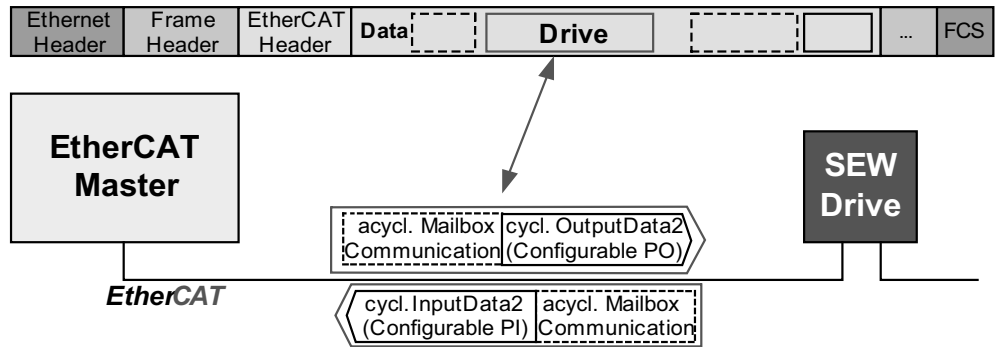 Ethernet Header
Frame Header
EtherCAT Header
Data
Drive
...
FCS
EtherCAT
Master
SEW
Drive
acycl. Mailbox
Communication
cycl. OutputData2
(Configurable PO)
EtherCAT
cycl. InputData2
(Configurable PI)
acycl. Mailbox
Communication